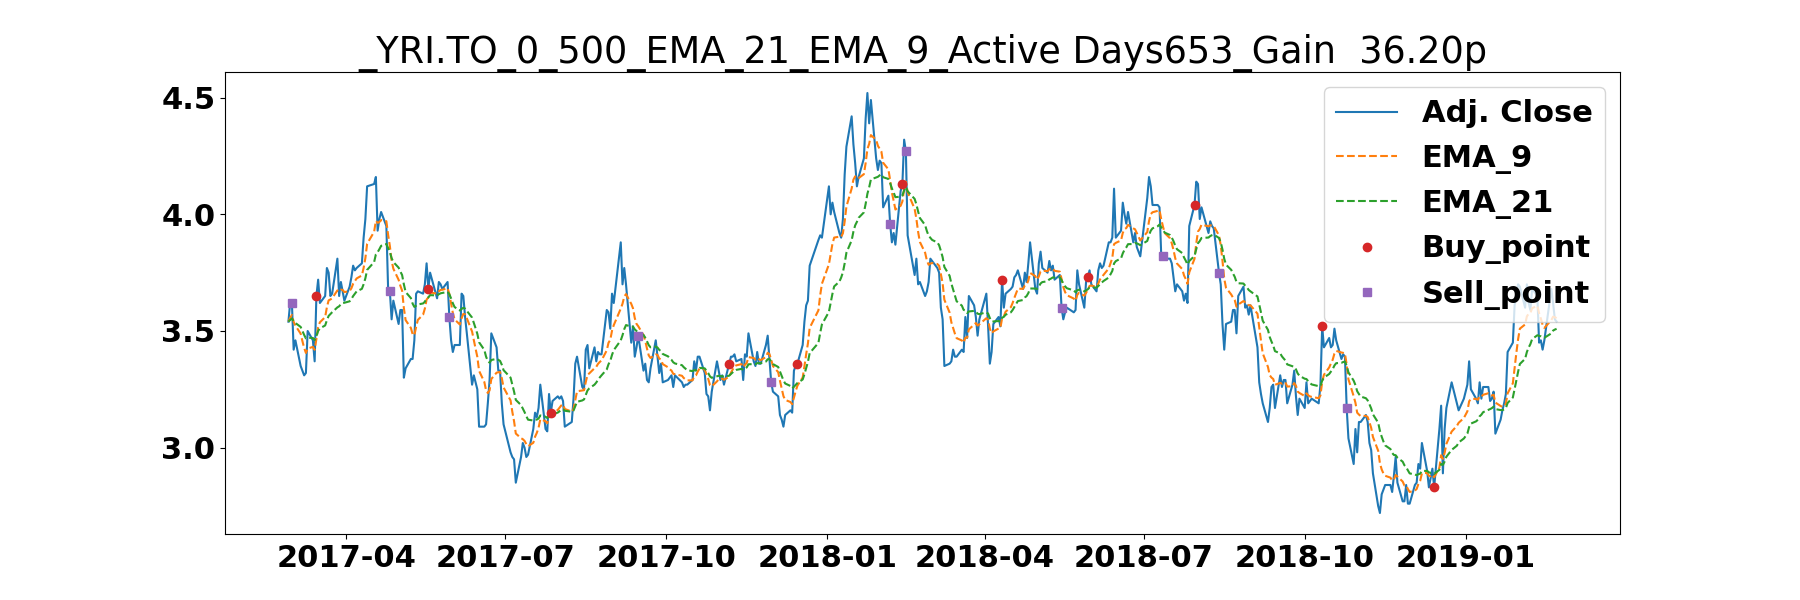 _YRI.TO_0_500_EMA_21_EMA_9_Active Days653_Gain  36.20p
4.5
4.0
3.5
3.0
Adj. Close
EMA_9
EMA_21
Buy_point
Sell_point
2017-04 2017-07 2017-10 2018-01 2018-04 2018-07 2018-10 2019-01